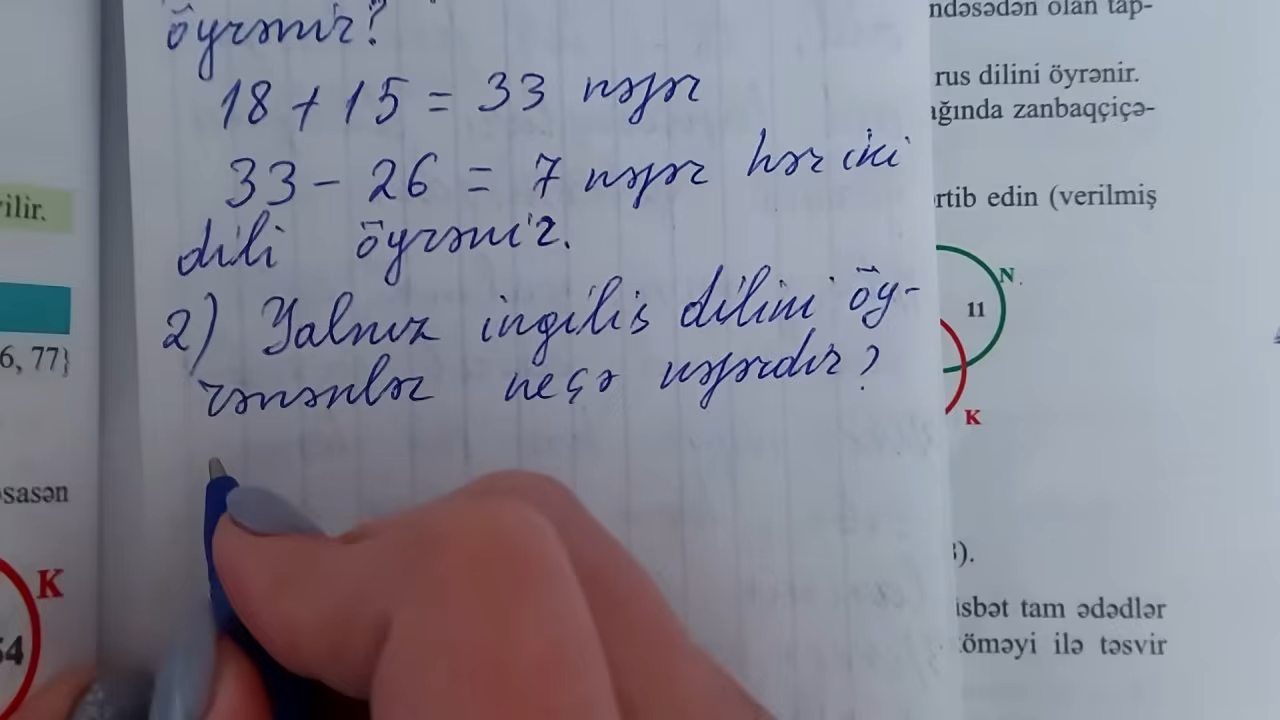 öyrənir?
18 + 15 = 33 nəfər
33 - 26 = 7 nəfər hər iki
dili öyrənir.
2) Yalnız ingilis dilini öy-
rənənlər neçə nəfərdir?
ilir.
6, 77}
sasən
K
54
ndəsədən olan tap-
rus dilini öyrənir.
ağında zanbaqçiçə-
rtib edin (verilmiş
N
11
K
3).
isbət tam ədədlər
köməyi ilə təsvir